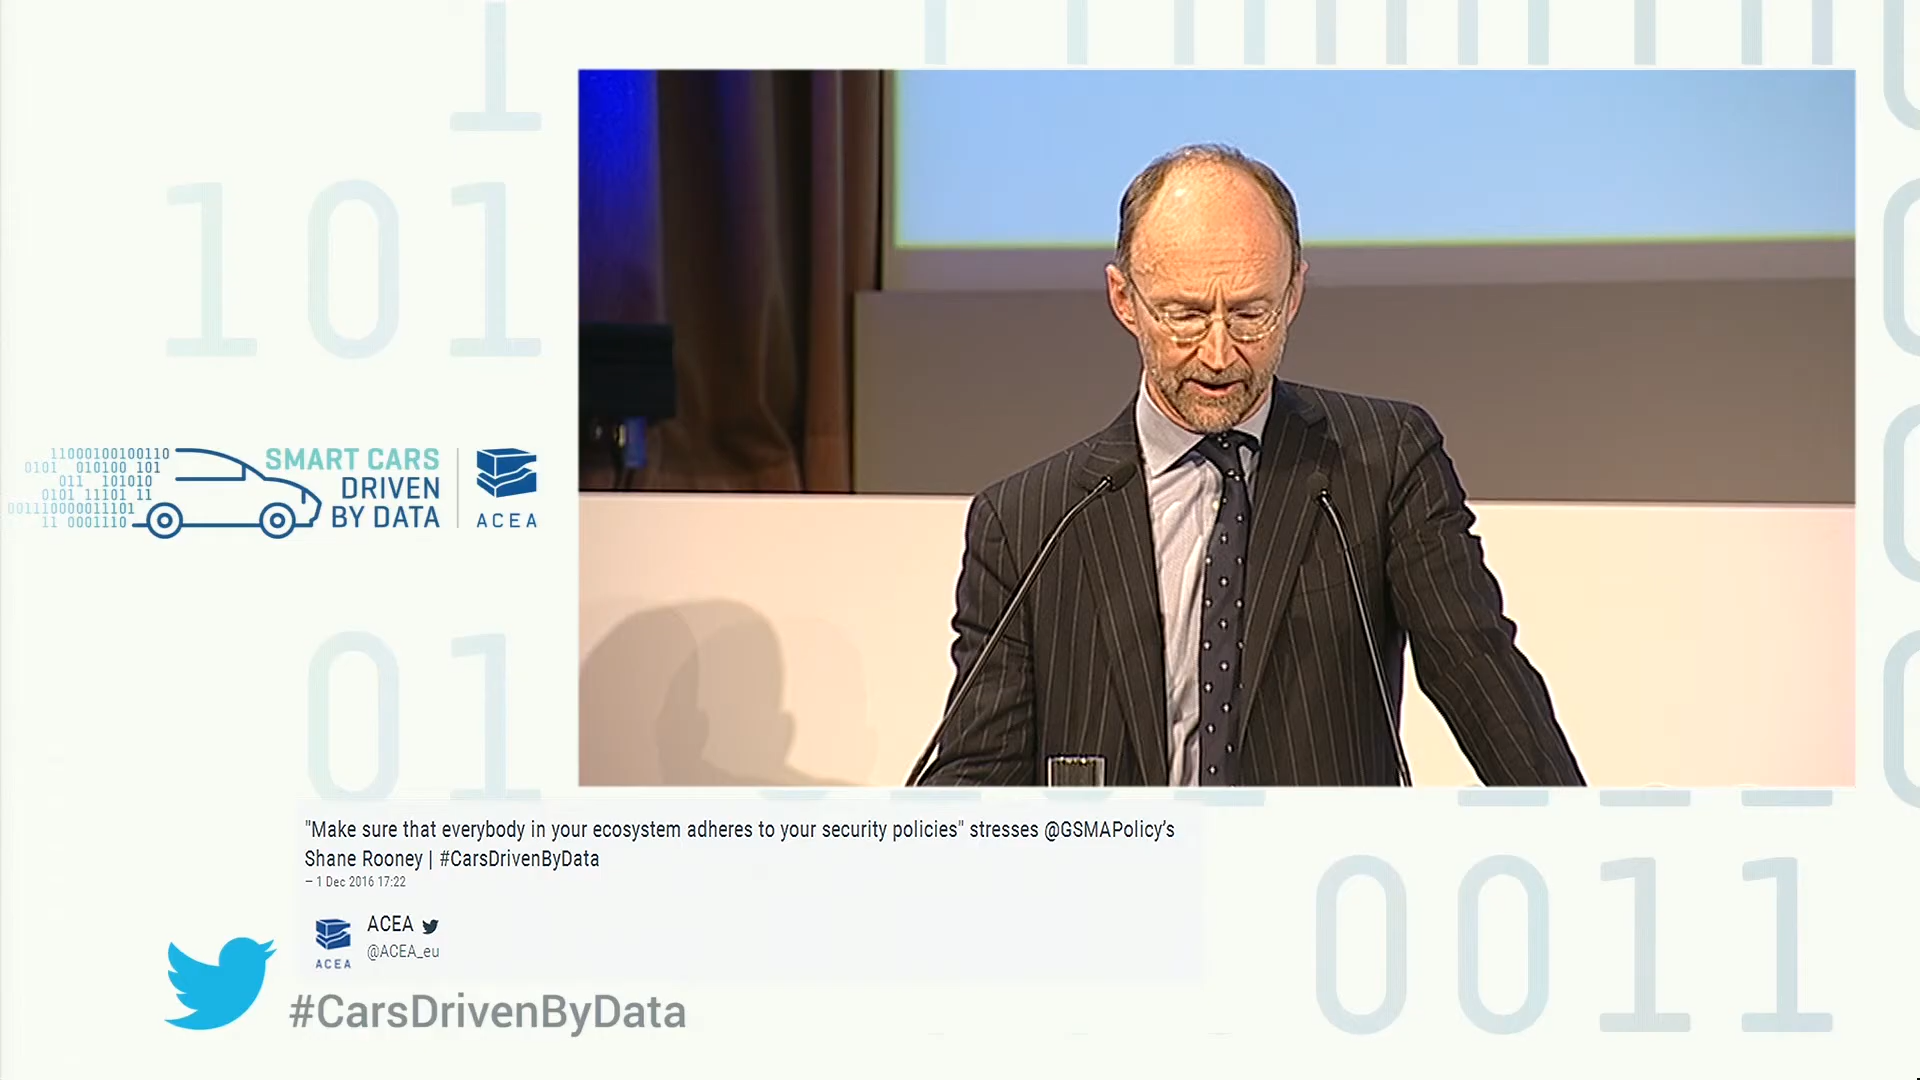 1
101
11000100100110
0101 010100 101
011 101010
0101 11101 11
001110000011101
11 0001110
SMART CARS
DRIVEN
BY DATA
ACEA
01
"Make sure that everybody in your ecosystem adheres to your security policies" stresses @GSMAPolicy's
Shane Rooney | #CarsDrivenByData
– 1 Dec 2016 17:22
ACEA
@ACEA_eu
ACEA
#CarsDrivenByData
0011